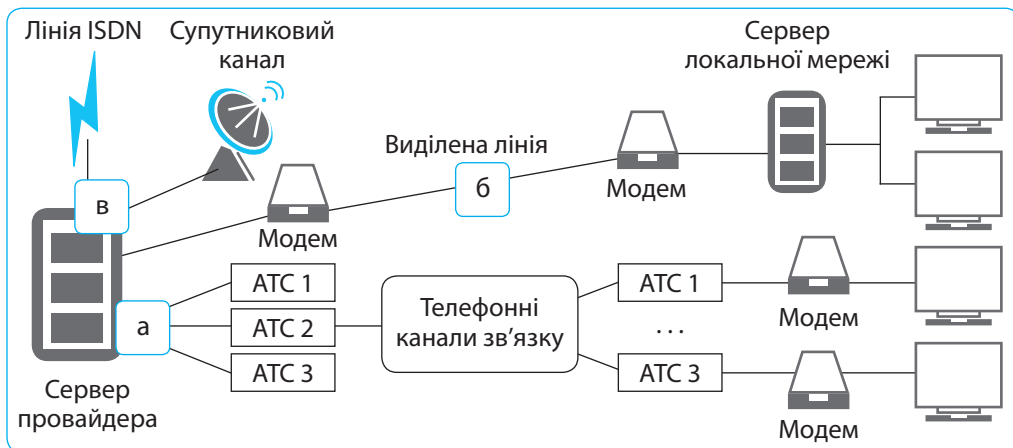 Лінія ISDN
Супутниковий
канал
Сервер
локальної мережі
Виділена лінія
в
б
Модем
Модем
АТС 1
АТС 2
АТС 3
а
Телефонні
канали зв'язку
АТС 1
...
АТС 3
Модем
Модем
Сервер
провайдера